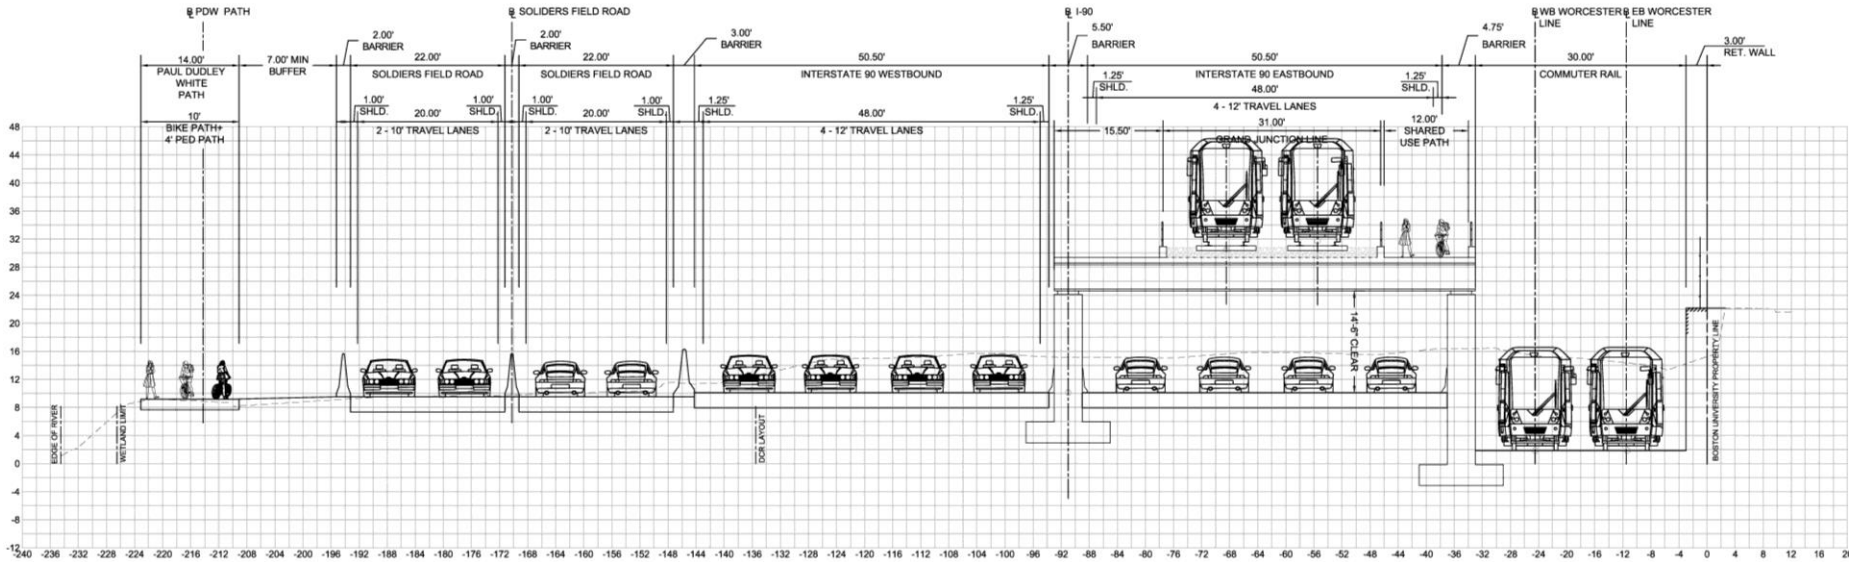 ℄ PDW PATH
℄ SOLIDERS FIELD ROAD
℄ I-90
℄ WB WORCESTER
LINE
℄ EB WORCESTER
LINE
2.00'
BARRIER
2.00'
BARRIER
3.00'
BARRIER
5.50'
BARRIER
4.75'
BARRIER
3.00'
RET. WALL
14.00'
PAUL DUDLEY
WHITE
PATH
7.00' MIN
BUFFER
22.00'
SOLDIERS FIELD ROAD
22.00'
SOLDIERS FIELD ROAD
50.50'
INTERSTATE 90 WESTBOUND
50.50'
INTERSTATE 90 EASTBOUND
30.00'
COMMUTER RAIL
10'
BIKE PATH+
4' PED PATH
1.00'
SHLD.
20.00'
1.00'
SHLD.
2 - 10' TRAVEL LANES
1.00'
SHLD.
20.00'
1.00'
SHLD.
2 - 10' TRAVEL LANES
1.25'
SHLD.
48.00'
1.25'
SHLD.
4 - 12' TRAVEL LANES
1.25'
SHLD.
48.00'
1.25'
SHLD.
4 - 12' TRAVEL LANES
15.50'
31.00'
GRAND JUNCTION LINE
12.00'
SHARED
USE PATH
14'-6" CLEAR
EDGE OF RIVER
WETLAND LIMIT
DCR LAYOUT
BOSTON UNIVERSITY PROPERTY LINE
48
44
40
36
32
28
24
20
16
12
8
4
0
-4
-8
-12
-240 -236 -232 -228 -224 -220 -216 -212 -208 -204 -200 -196 -192 -188 -184 -180 -176 -172 -168 -164 -160 -156 -152 -148 -144 -140 -136 -132 -128 -124 -120 -116 -112 -108 -104 -100 -96 -92 -88 -84 -80 -76 -72 -68 -64 -60 -56 -52 -48 -44 -40 -36 -32 -28 -24 -20 -16 -12 -8 -4 0 4 8 12 16 20